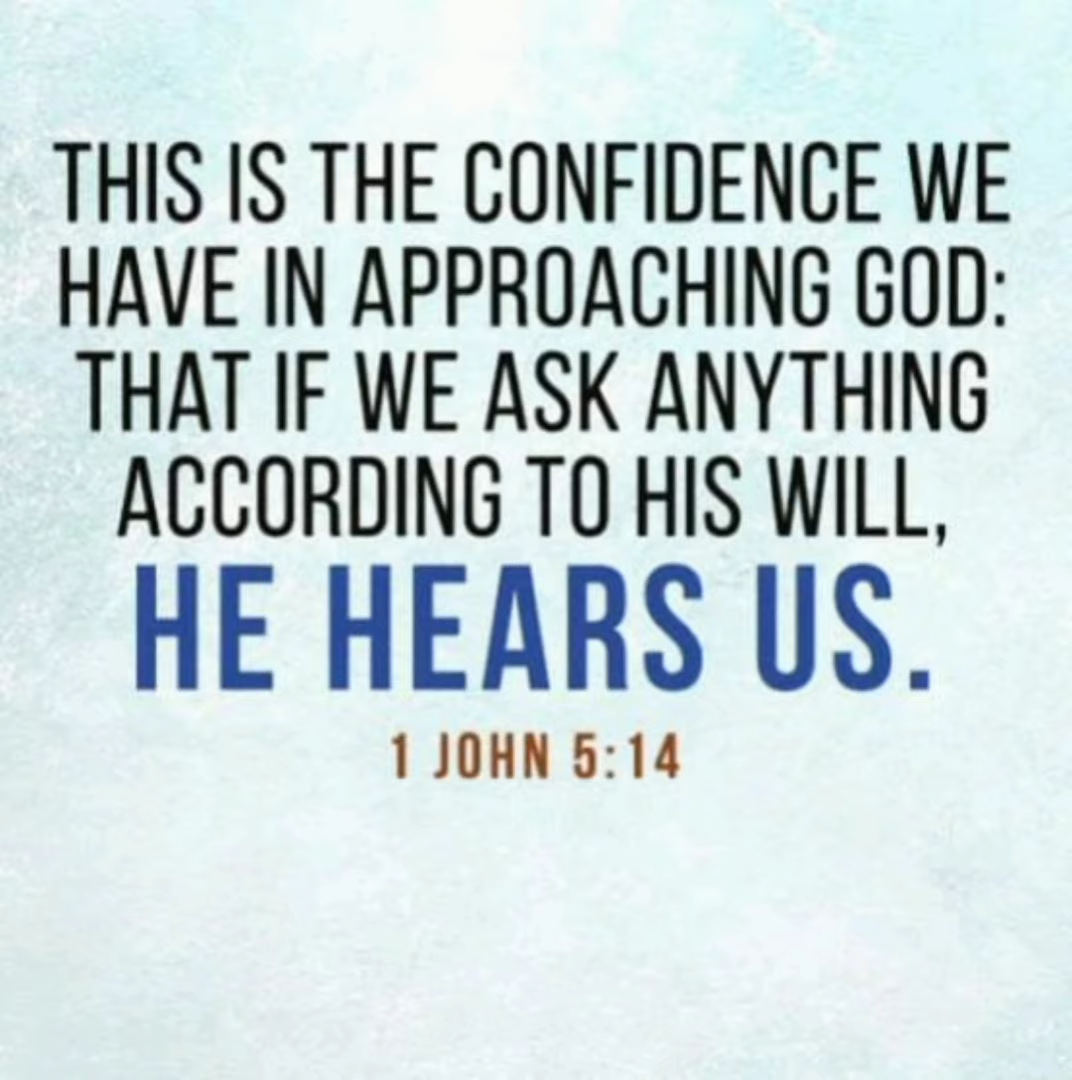 THIS IS THE CONFIDENCE WE
HAVE IN APPROACHING GOD:
THAT IF WE ASK ANYTHING
ACCORDING TO HIS WILL,
HE HEARS US.
1 JOHN 5:14